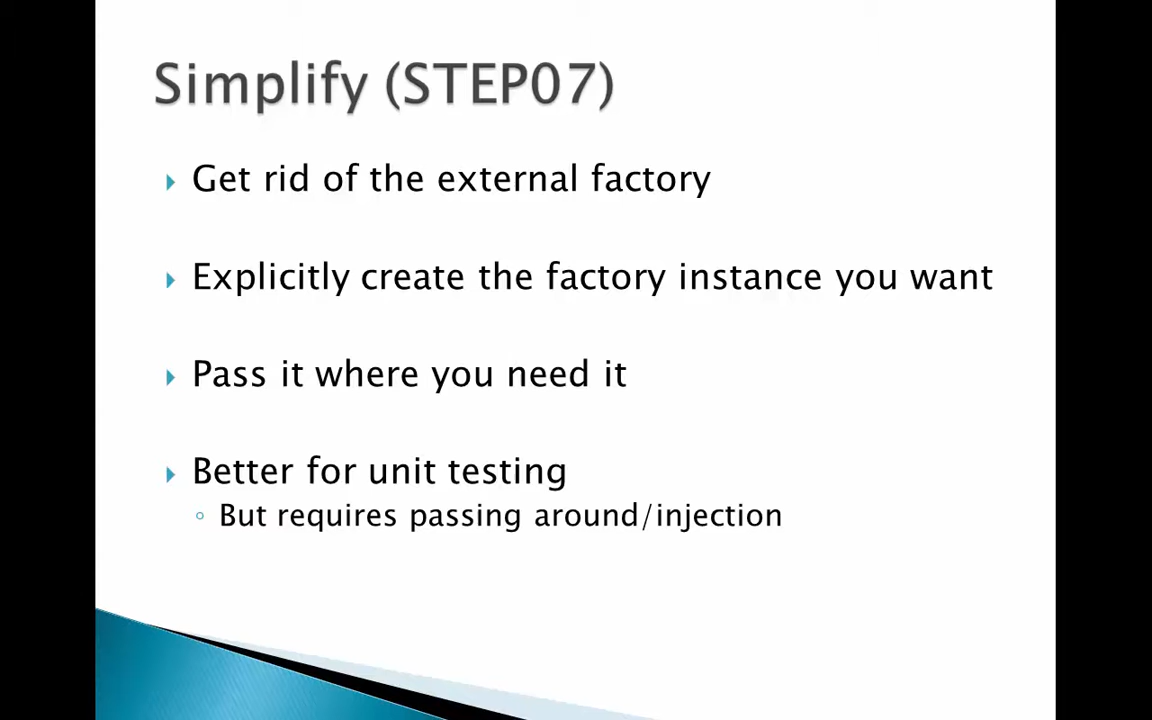 Simplify (STEP07)
Get rid of the external factory
Explicitly create the factory instance you want
Pass it where you need it
Better for unit testing
But requires passing around/injection